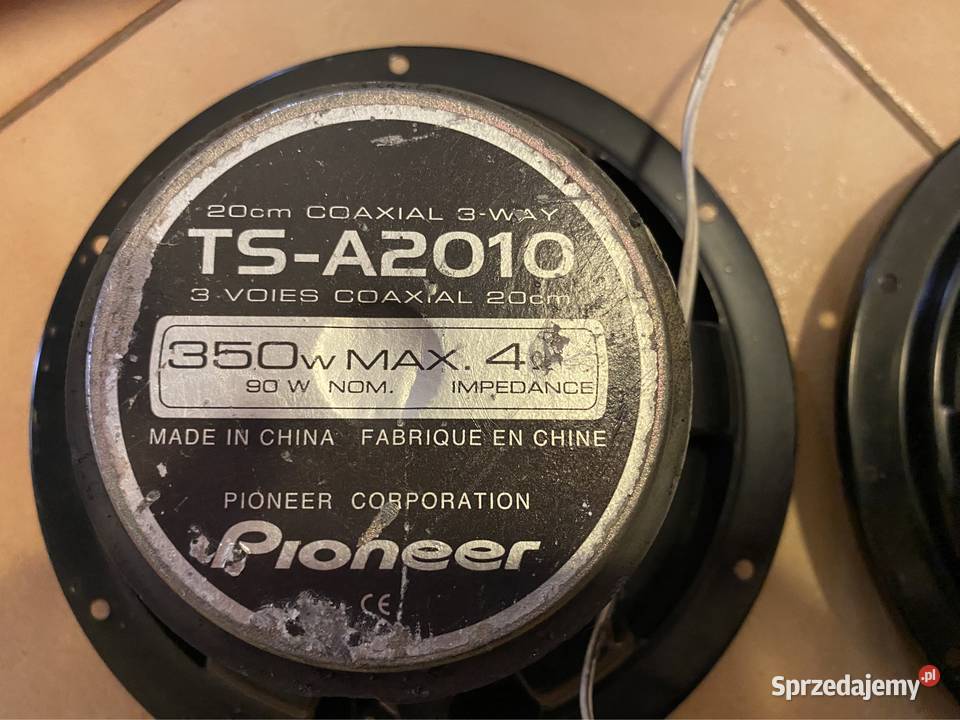 20cm COAXIAL 3-WAY
TS-A2010
3 VOIES COAXIAL 20cm
350W MAX. 4
90 W NOM. IMPEDANCE
MADE IN CHINA FABRIQUE EN CHINE
PIONEER CORPORATION
Pioneer
CE
Sprzedajemy.pl